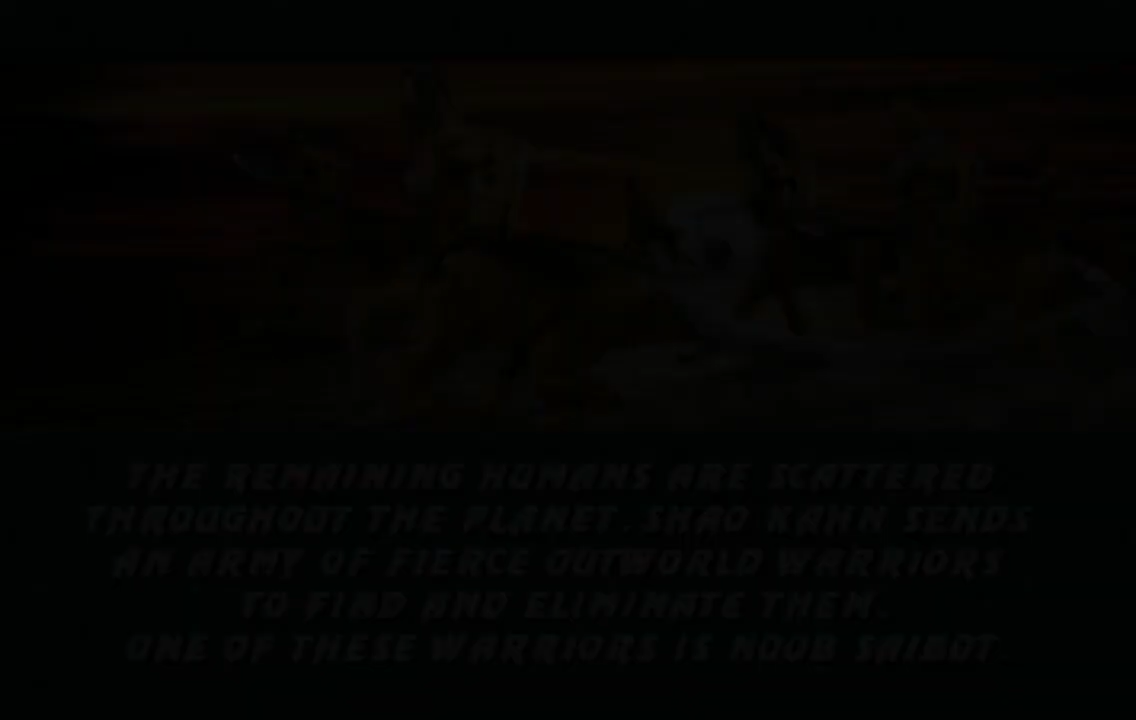 THE REMAINING HUMANS ARE SCATTERED
THROUGHOUT THE PLANET. SHAO KAHN SENDS
AN ARMY OF FIERCE OUTWORLD WARRIORS
TO FIND AND ELIMINATE THEN.
ONE OF THESE WARRIORS IS NOOB SAIBOT